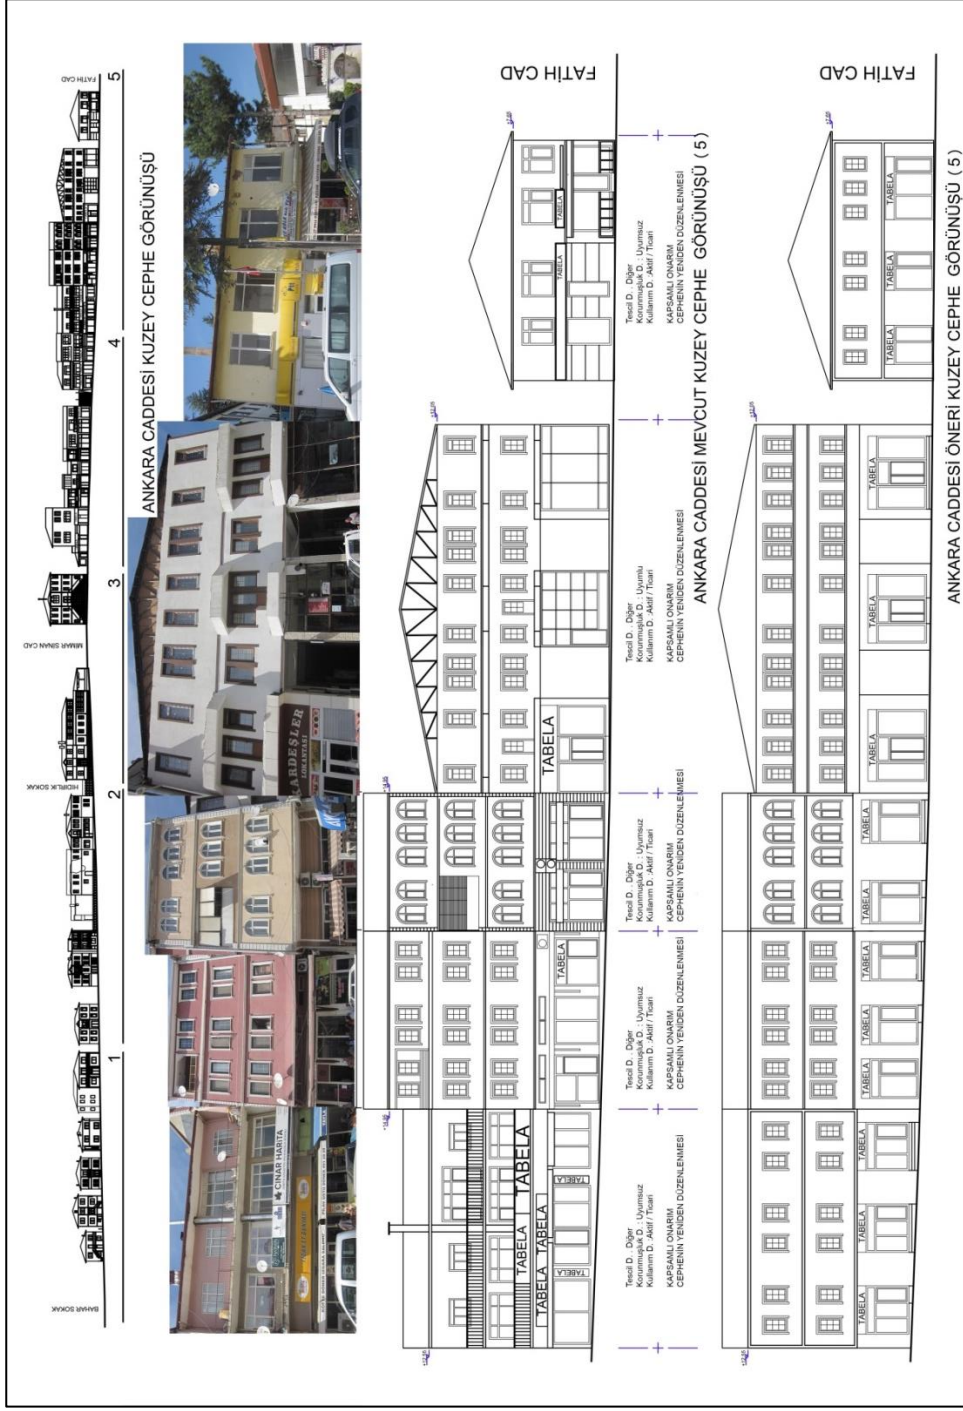 BAHAR SOKAK
HIDIRLIK SOKAK
MİMAR SİNAN CAD
FATİH CAD
1
2
3
4
5
ANKARA CADDESİ KUZEY CEPHE GÖRÜNÜŞÜ
ÇINAR HARİTA
KARDEŞLER
LOKANTASI
PTT
TABELA
TABELA
TABELA
TABELA
TABELA
TABELA
TABELA
TABELA
TABELA
TABELA
FATİH CAD
Tescil D. : Diğer
Korunmuşluk D. : Uyumsuz
Kullanım D. :Aktif / Ticari
KAPSAMLI ONARIM
CEPHENİN YENİDEN DÜZENLENMESİ
Tescil D. : Diğer
Korunmuşluk D. : Uyumsuz
Kullanım D. :Aktif / Ticari
KAPSAMLI ONARIM
CEPHENİN YENİDEN DÜZENLENMESİ
Tescil D. : Diğer
Korunmuşluk D. : Uyumsuz
Kullanım D. :Aktif / Ticari
KAPSAMLI ONARIM
CEPHENİN YENİDEN DÜZENLENMESİ
Tescil D. : Diğer
Korunmuşluk D. : Uyumlu
Kullanım D. :Aktif / Ticari
KAPSAMLI ONARIM
CEPHENİN YENİDEN DÜZENLENMESİ
Tescil D. : Diğer
Korunmuşluk D. : Uyumsuz
Kullanım D. :Aktif / Ticari
KAPSAMLI ONARIM
CEPHENİN YENİDEN DÜZENLENMESİ
ANKARA CADDESİ MEVCUT KUZEY CEPHE GÖRÜNÜŞÜ ( 5 )
TABELA
TABELA
TABELA
TABELA
TABELA
TABELA
TABELA
TABELA
TABELA
TABELA
TABELA
TABELA
TABELA
TABELA
FATİH CAD
ANKARA CADDESİ ÖNERİ KUZEY CEPHE GÖRÜNÜŞÜ ( 5 )